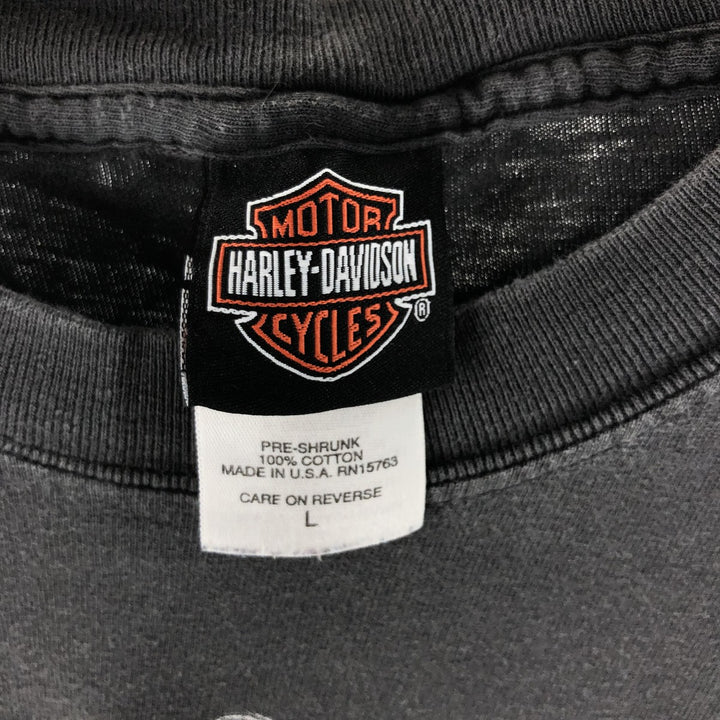 MOTOR
HARLEY-DAVIDSON
CYCLES
®
PRE-SHRUNK
100% COTTON
MADE IN U.S.A. RN15763
CARE ON REVERSE
L